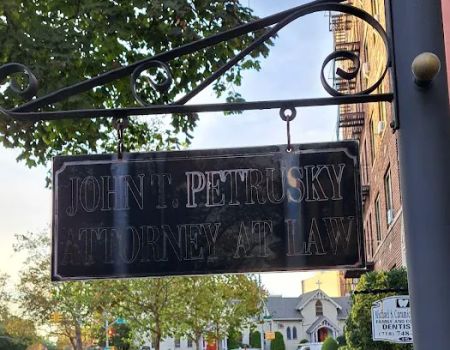 JOHN T. PETRUSKY
ATTORNEY AT LAW
DENTIS